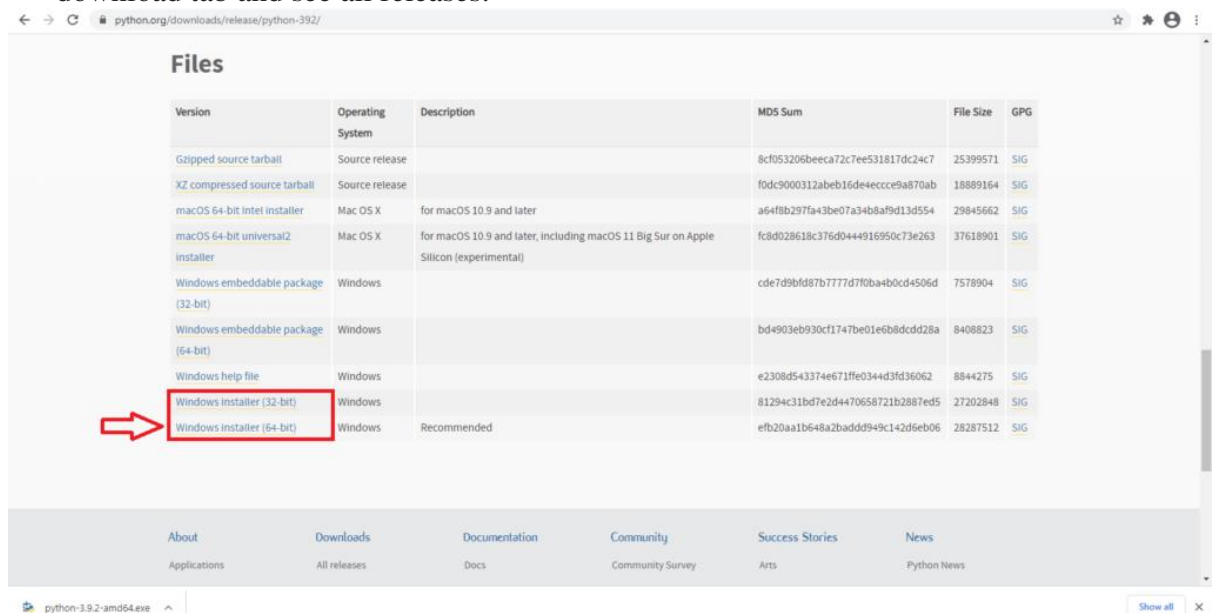 download tab and see all releases.
python.org/downloads/release/python-392/
Files
Version Operating System Description MD5 Sum File Size GPG
Gzipped source tarball Source release 8cf053206beeca72c7ee531817dc24c7 25399571 SIG
XZ compressed source tarball Source release f0dc9000312abeb16de4eccce9a870ab 18889164 SIG
macOS 64-bit Intel installer Mac OS X for macOS 10.9 and later a64f8b297fa43be07a34b8af9d13d554 29845662 SIG
macOS 64-bit universal2 Mac OS X for macOS 10.9 and later, including macOS 11 Big Sur on Apple fc8d028618c376d0444916950c73e263 37618901 SIG
installer Silicon (experimental)
Windows embeddable package Windows cde7d9bfd87b7777d7f0ba4b0cd4506d 7578904 SIG
(32-bit)
Windows embeddable package Windows bd4903eb930cf1747be01e6b8dcdd28a 8408823 SIG
(64-bit)
Windows help file Windows e2308d543374e671ffe0344d3fd36062 8844275 SIG
Windows installer (32-bit) Windows 81294c31bd7e2d4470658721b2887ed5 27202848 SIG
Windows installer (64-bit) Windows Recommended efb20aa1b648a2baddd949c142d6eb06 28287512 SIG
About Downloads Documentation Community Success Stories News
Applications All releases Docs Community Survey Arts Python News
python-3.9.2-amd64.exe Show all